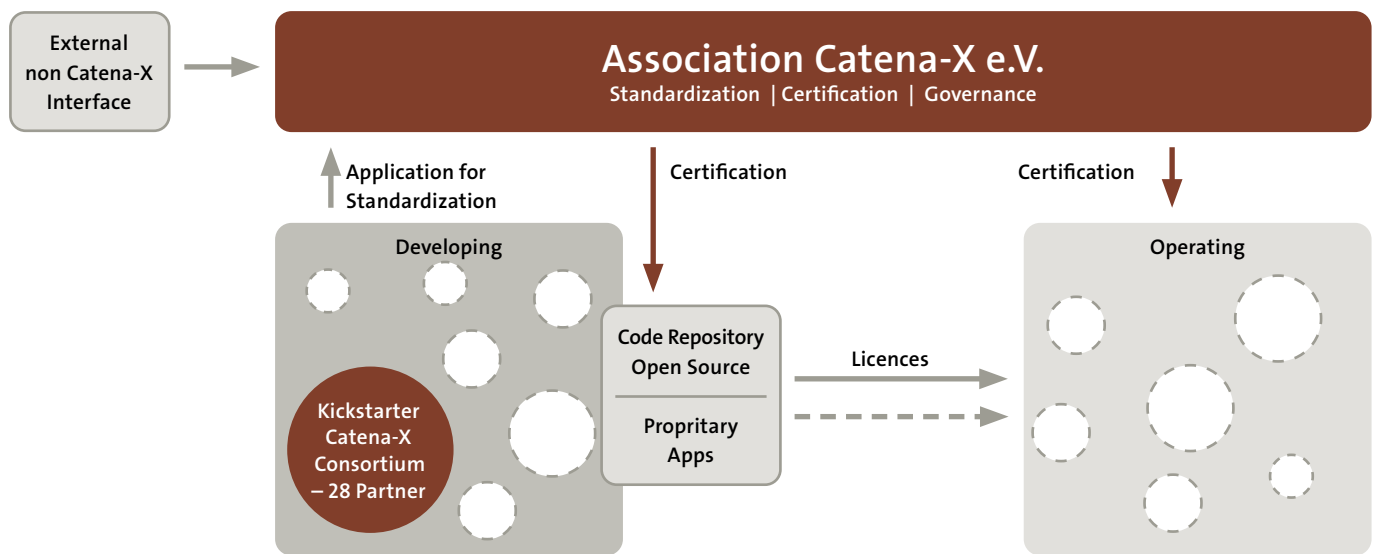 External
non Catena-X
Interface
Association Catena-X e.V.
Standardization | Certification | Governance
Application for
Standardization
Certification
Certification
Developing
Operating
Kickstarter
Catena-X
Consortium
– 28 Partner
Code Repository
Open Source
Propritary
Apps
Licences